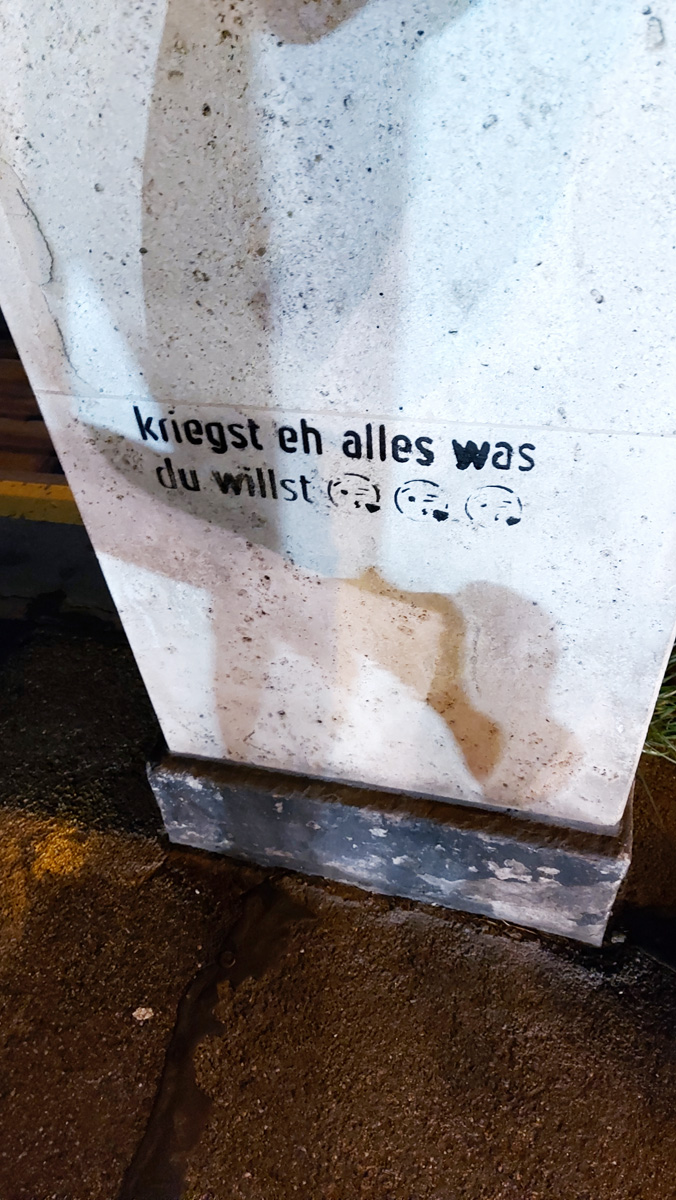 kriegst eh alles was
du willst 😘 😘 😘